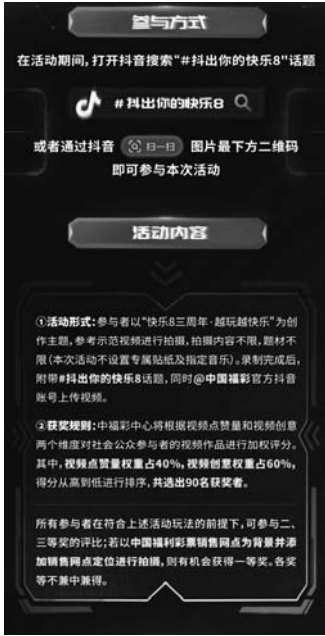 参与方式
在活动期间，打开抖音搜索“#抖出你的快乐8”话题
#抖出你的快乐8
或者通过抖音 扫一扫 图片最下方二维码
即可参与本次活动
活动内容
①活动形式：参与者以“快乐8三周年·越玩越快乐”为创
作主题，参考示范视频进行拍摄，拍摄内容不限，题材不
限（本次活动不设置专属贴纸及指定音乐）。录制完成后，
附带#抖出你的快乐8话题，同时@中国福彩官方抖音
账号上传视频。
②获奖规则：中福彩中心将根据视频点赞量和视频创意
两个维度对社会公众参与者的视频作品进行加权评分。
其中，视频点赞量权重占40%，视频创意权重占60%，
得分从高到低进行排序，共选出90名获奖者。
所有参与者在符合上述活动玩法的前提下，可参与二、
三等奖的评比；若以中国福利彩票销售网点为背景并添
加销售网点定位进行拍摄，则有机会获得一等奖。各奖
等不兼中兼得。